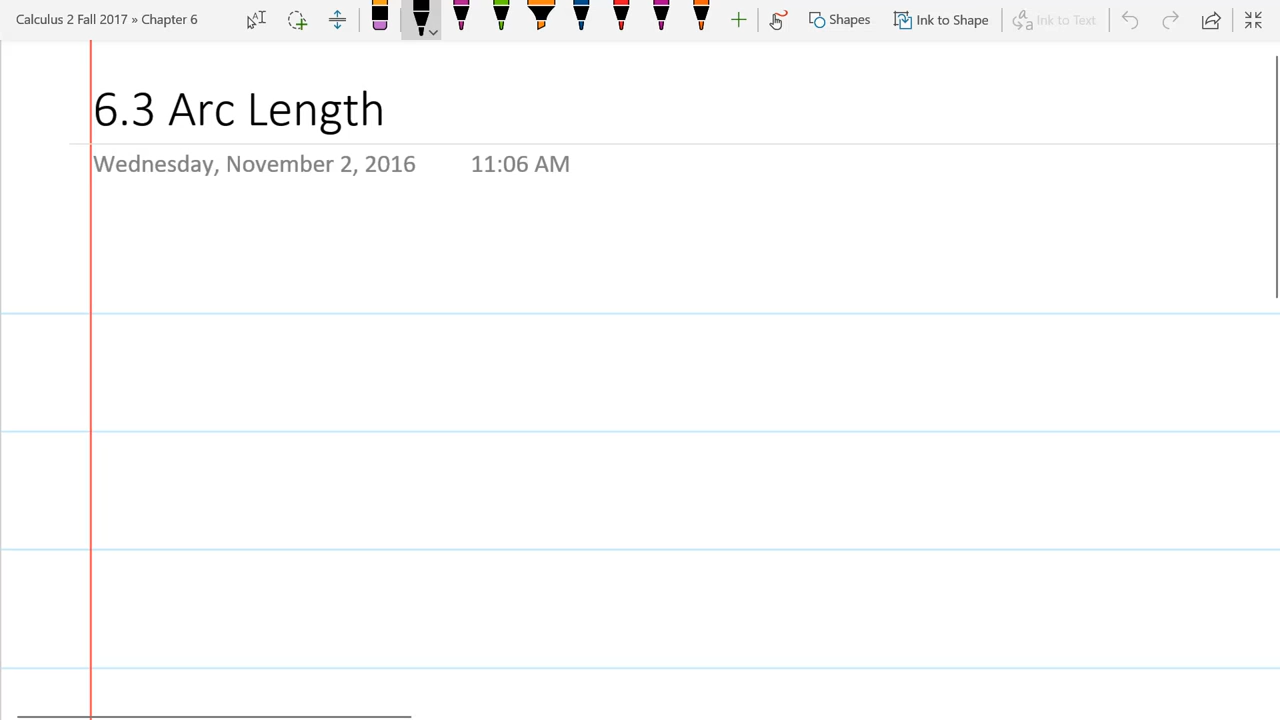 Calculus 2 Fall 2017 » Chapter 6
Shapes
Ink to Shape
Ink to Text
6.3 Arc Length
Wednesday, November 2, 2016 11:06 AM